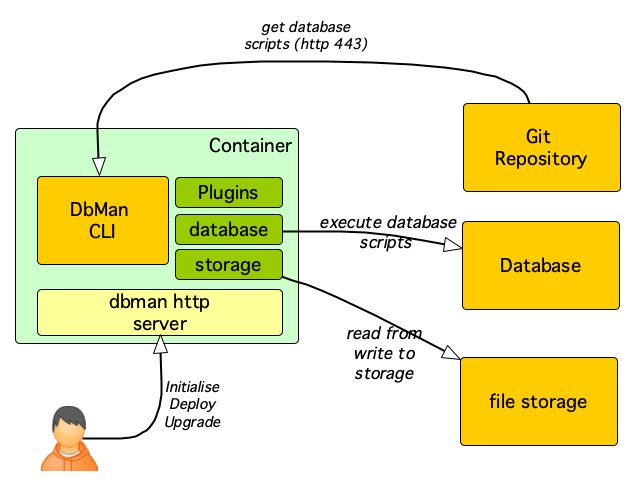 get database
scripts (http 443)
Git
Repository
Container
DbMan
CLI
Plugins
database
storage
execute database
scripts
Database
dbman http
server
read from
write to
storage
file storage
Initialise
Deploy
Upgrade